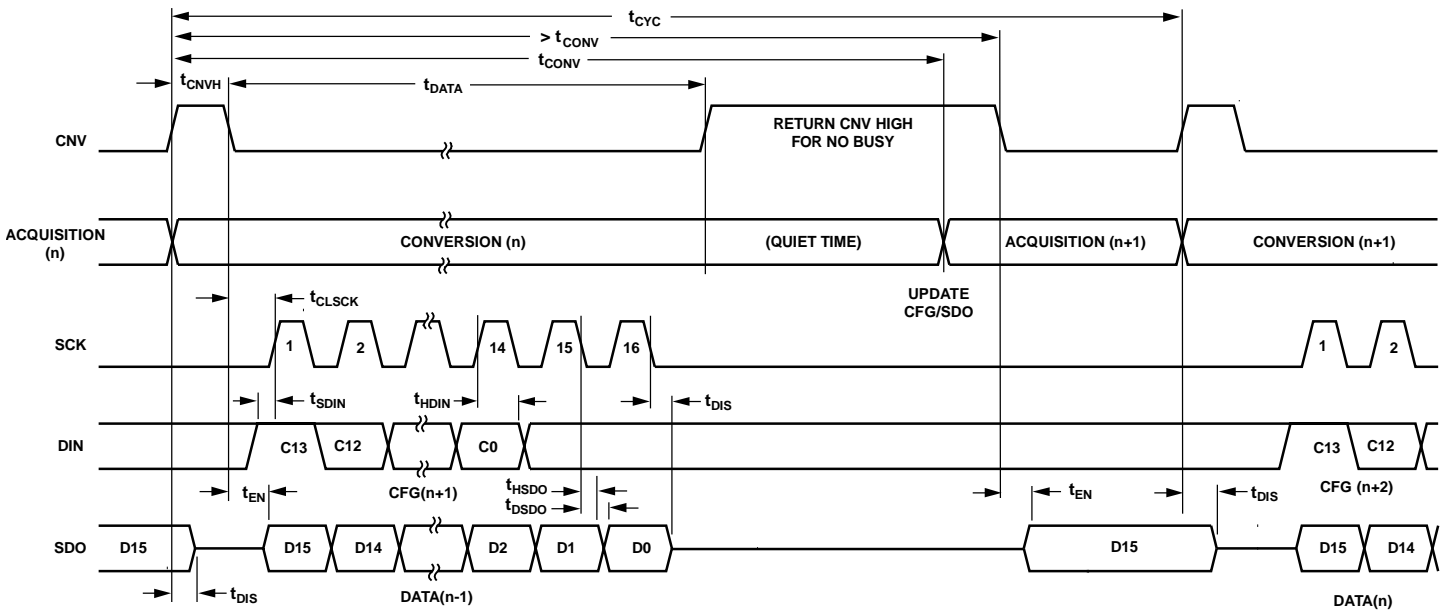 tCYC
> tCONV
tCONV
tCNVH
tDATA
CNV
RETURN CNV HIGH
FOR NO BUSY
ACQUISITION
(n)
CONVERSION (n)
(QUIET TIME)
ACQUISITION (n+1)
CONVERSION (n+1)
UPDATE
CFG/SDO
tCLSCK
SCK
1 2 14 15 16 1 2
tSDIN
tHDIN
tDIS
DIN
C13 C12 C0 C13 C12
CFG(n+1)
CFG (n+2)
tEN
tHSDO
tDSDO
tEN
tDIS
SDO
D15 D15 D14 D2 D1 D0 D15 D15 D14
tDIS
DATA(n-1)
DATA(n)